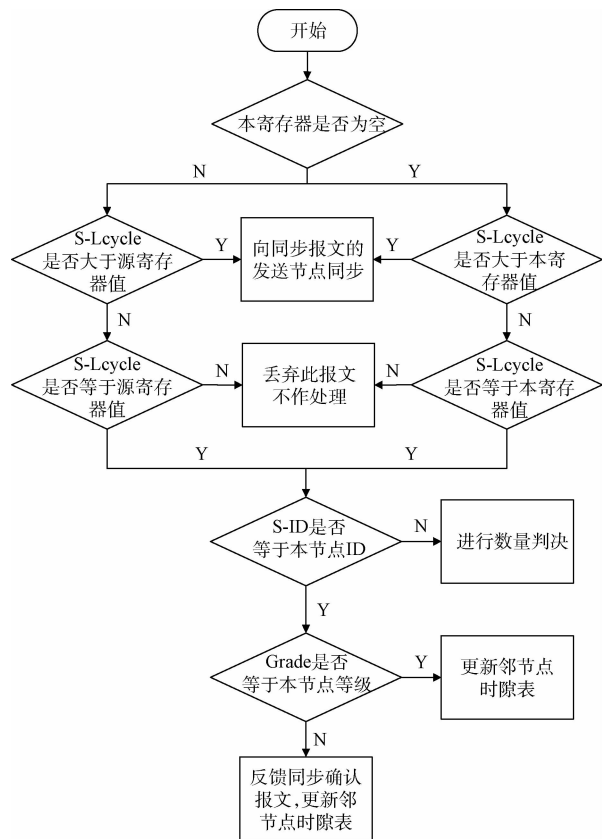 开始
本寄存器是否为空
N
Y
S-Lcycle
是否大于源寄存
器值
Y
向同步报文的
发送节点同步
Y
S-Lcycle
是否大于本寄
存器值
N
N
S-Lcycle
是否等于源寄存
器值
N
丢弃此报文
不作处理
N
S-Lcycle
是否等于本寄存
器值
Y
Y
S-ID是否
等于本节点ID
N
进行数量判决
Y
Grade是否
等于本节点等级
Y
更新邻节点
时隙表
N
反馈同步确认
报文,更新邻
节点时隙表